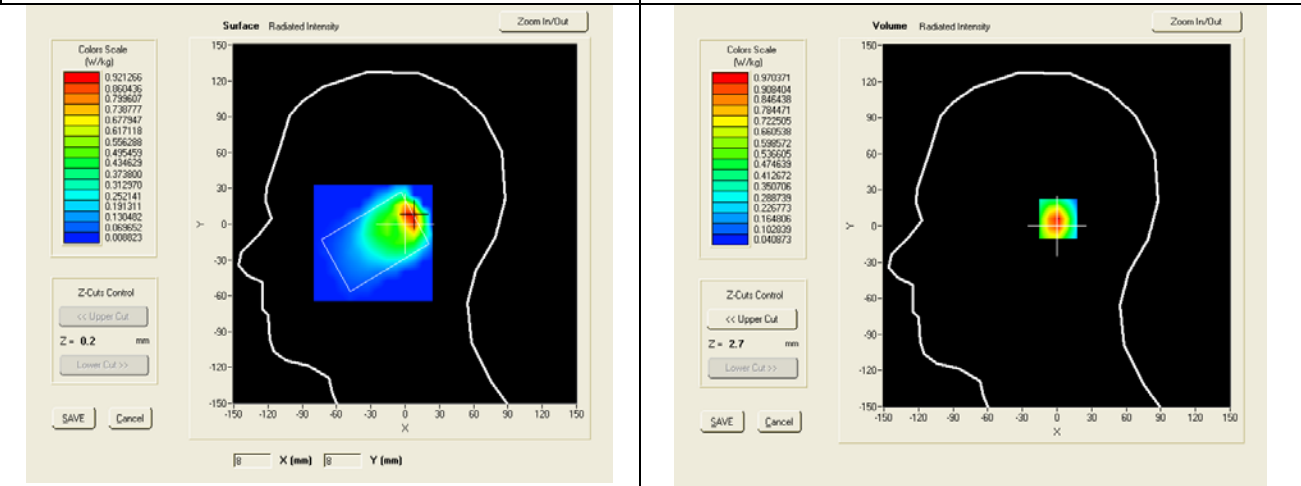 Surface Radiated Intensity
Zoom In/Out
Colors Scale
(W/kg)
0.921266
0.860436
0.799607
0.738777
0.677947
0.617118
0.556288
0.495459
0.434629
0.373800
0.312970
0.252141
0.191311
0.130482
0.069652
0.008823
Z-Cuts Control
<< Upper Cut
Z = 0.2 mm
Lower Cut >>
SAVE Cancel
150
120
90
60
30
0
-30
-60
-90
-120
-150
Y
-150 -120 -90 -60 -30 0 30 60 90 120 150
X
8 X (mm) 8 Y (mm)
Volume Radiated Intensity
Zoom In/Out
Colors Scale
(W/kg)
0.970371
0.908404
0.846438
0.784471
0.722505
0.660538
0.598572
0.536605
0.474639
0.412672
0.350706
0.288739
0.226773
0.164806
0.102839
0.040873
Z-Cuts Control
<< Upper Cut
Z = 2.7 mm
Lower Cut >>
SAVE Cancel
150
120
90
60
30
0
-30
-60
-90
-120
-150
Y
-150 -120 -90 -60 -30 0 30 60 90 120 150
X